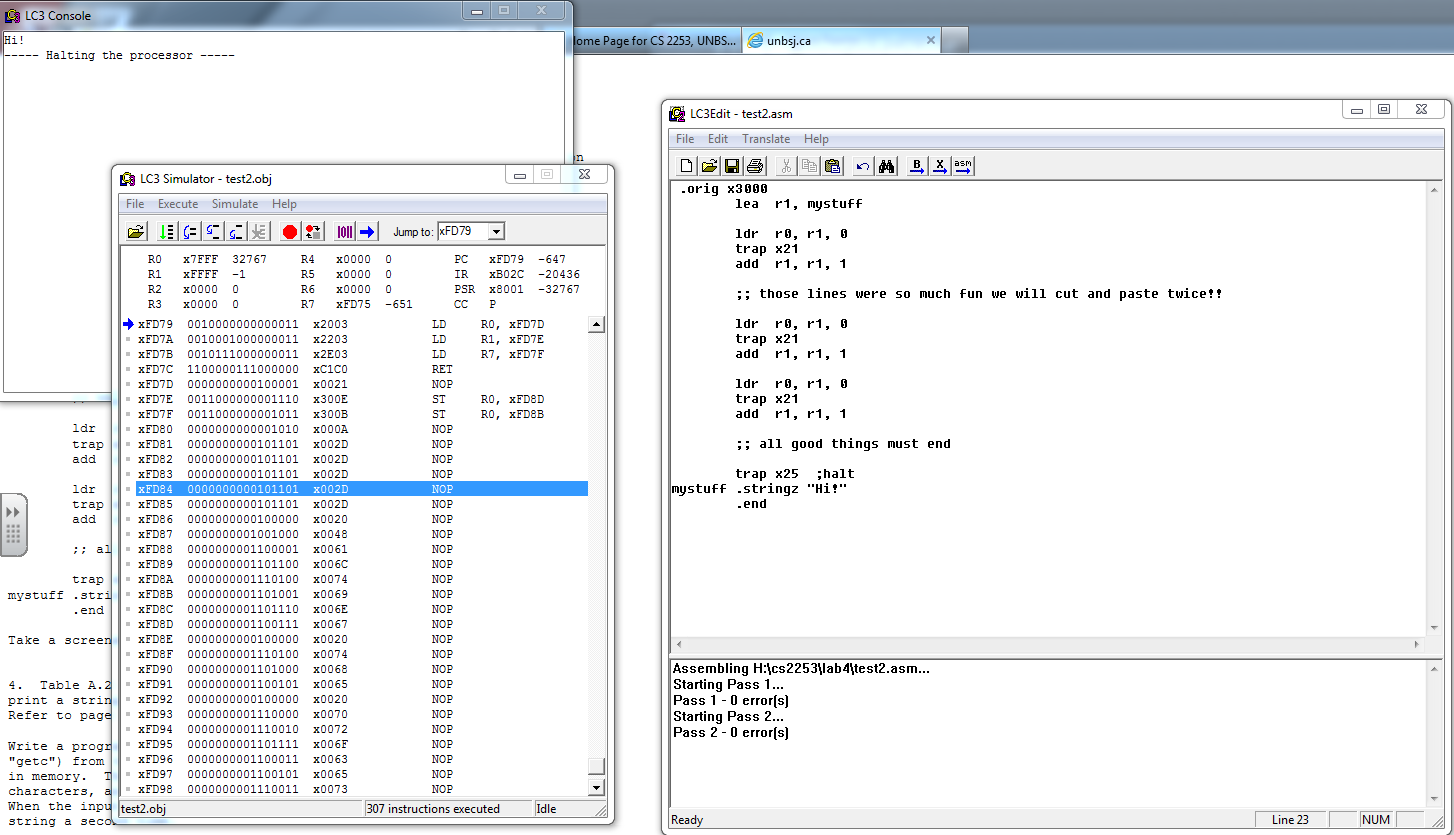 LC3 Console
Hi!
----- Halting the processor -----
Home Page for CS 2253, UNBS...
unbsj.ca
on
LC3 Simulator - test2.obj
File Execute Simulate Help
Jump to: xFD79
R0 x7FFF 32767 R4 x0000 0 PC xFD79 -647
R1 xFFFF -1 R5 x0000 0 IR xB02C -20436
R2 x0000 0 R6 x0000 0 PSR x8001 -32767
R3 x0000 0 R7 xFD75 -651 CC P
xFD79 0010000000000011 x2003 LD R0, xFD7D
xFD7A 0010001000000011 x2203 LD R1, xFD7E
xFD7B 0010111000000011 x2E03 LD R7, xFD7F
xFD7C 1100000111000000 xC1C0 RET
xFD7D 0000000000100001 x0021 NOP
xFD7E 0011000000001110 x300E ST R0, xFD8D
xFD7F 0011000000001011 x300B ST R0, xFD8B
xFD80 0000000000001010 x000A NOP
xFD81 0000000000101101 x002D NOP
xFD82 0000000000101101 x002D NOP
xFD83 0000000000101101 x002D NOP
xFD84 0000000000101101 x002D NOP
xFD85 0000000000101101 x002D NOP
xFD86 0000000000100000 x0020 NOP
xFD87 0000000001001000 x0048 NOP
xFD88 0000000001100001 x0061 NOP
xFD89 0000000001101100 x006C NOP
xFD8A 0000000001110100 x0074 NOP
xFD8B 0000000001101001 x0069 NOP
xFD8C 0000000001101110 x006E NOP
xFD8D 0000000001100111 x0067 NOP
xFD8E 0000000000100000 x0020 NOP
xFD8F 0000000001110100 x0074 NOP
xFD90 0000000001101000 x0068 NOP
xFD91 0000000001100101 x0065 NOP
xFD92 0000000000100000 x0020 NOP
xFD93 0000000001110000 x0070 NOP
xFD94 0000000001110010 x0072 NOP
xFD95 0000000001101111 x006F NOP
xFD96 0000000001100011 x0063 NOP
xFD97 0000000001100101 x0065 NOP
xFD98 0000000001110011 x0073 NOP
test2.obj 307 instructions executed Idle
ldr
trap
add
ldr
trap
add
;; al
trap
mystuff .stri
.end
Take a screen
4. Table A.2
print a strin
Refer to page
Write a progr
"getc") from
in memory. T
characters, a
When the inpu
string a seco
LC3Edit - test2.asm
File Edit Translate Help
B X asm
.orig x3000
lea r1, mystuff
ldr r0, r1, 0
trap x21
add r1, r1, 1
;; those lines were so much fun we will cut and paste twice!!
ldr r0, r1, 0
trap x21
add r1, r1, 1
ldr r0, r1, 0
trap x21
add r1, r1, 1
;; all good things must end
trap x25 ;halt
mystuff .stringz "Hi!"
.end
Assembling H:\cs2253\lab4\test2.asm...
Starting Pass 1...
Pass 1 - 0 error(s)
Starting Pass 2...
Pass 2 - 0 error(s)
Ready Line 23 NUM